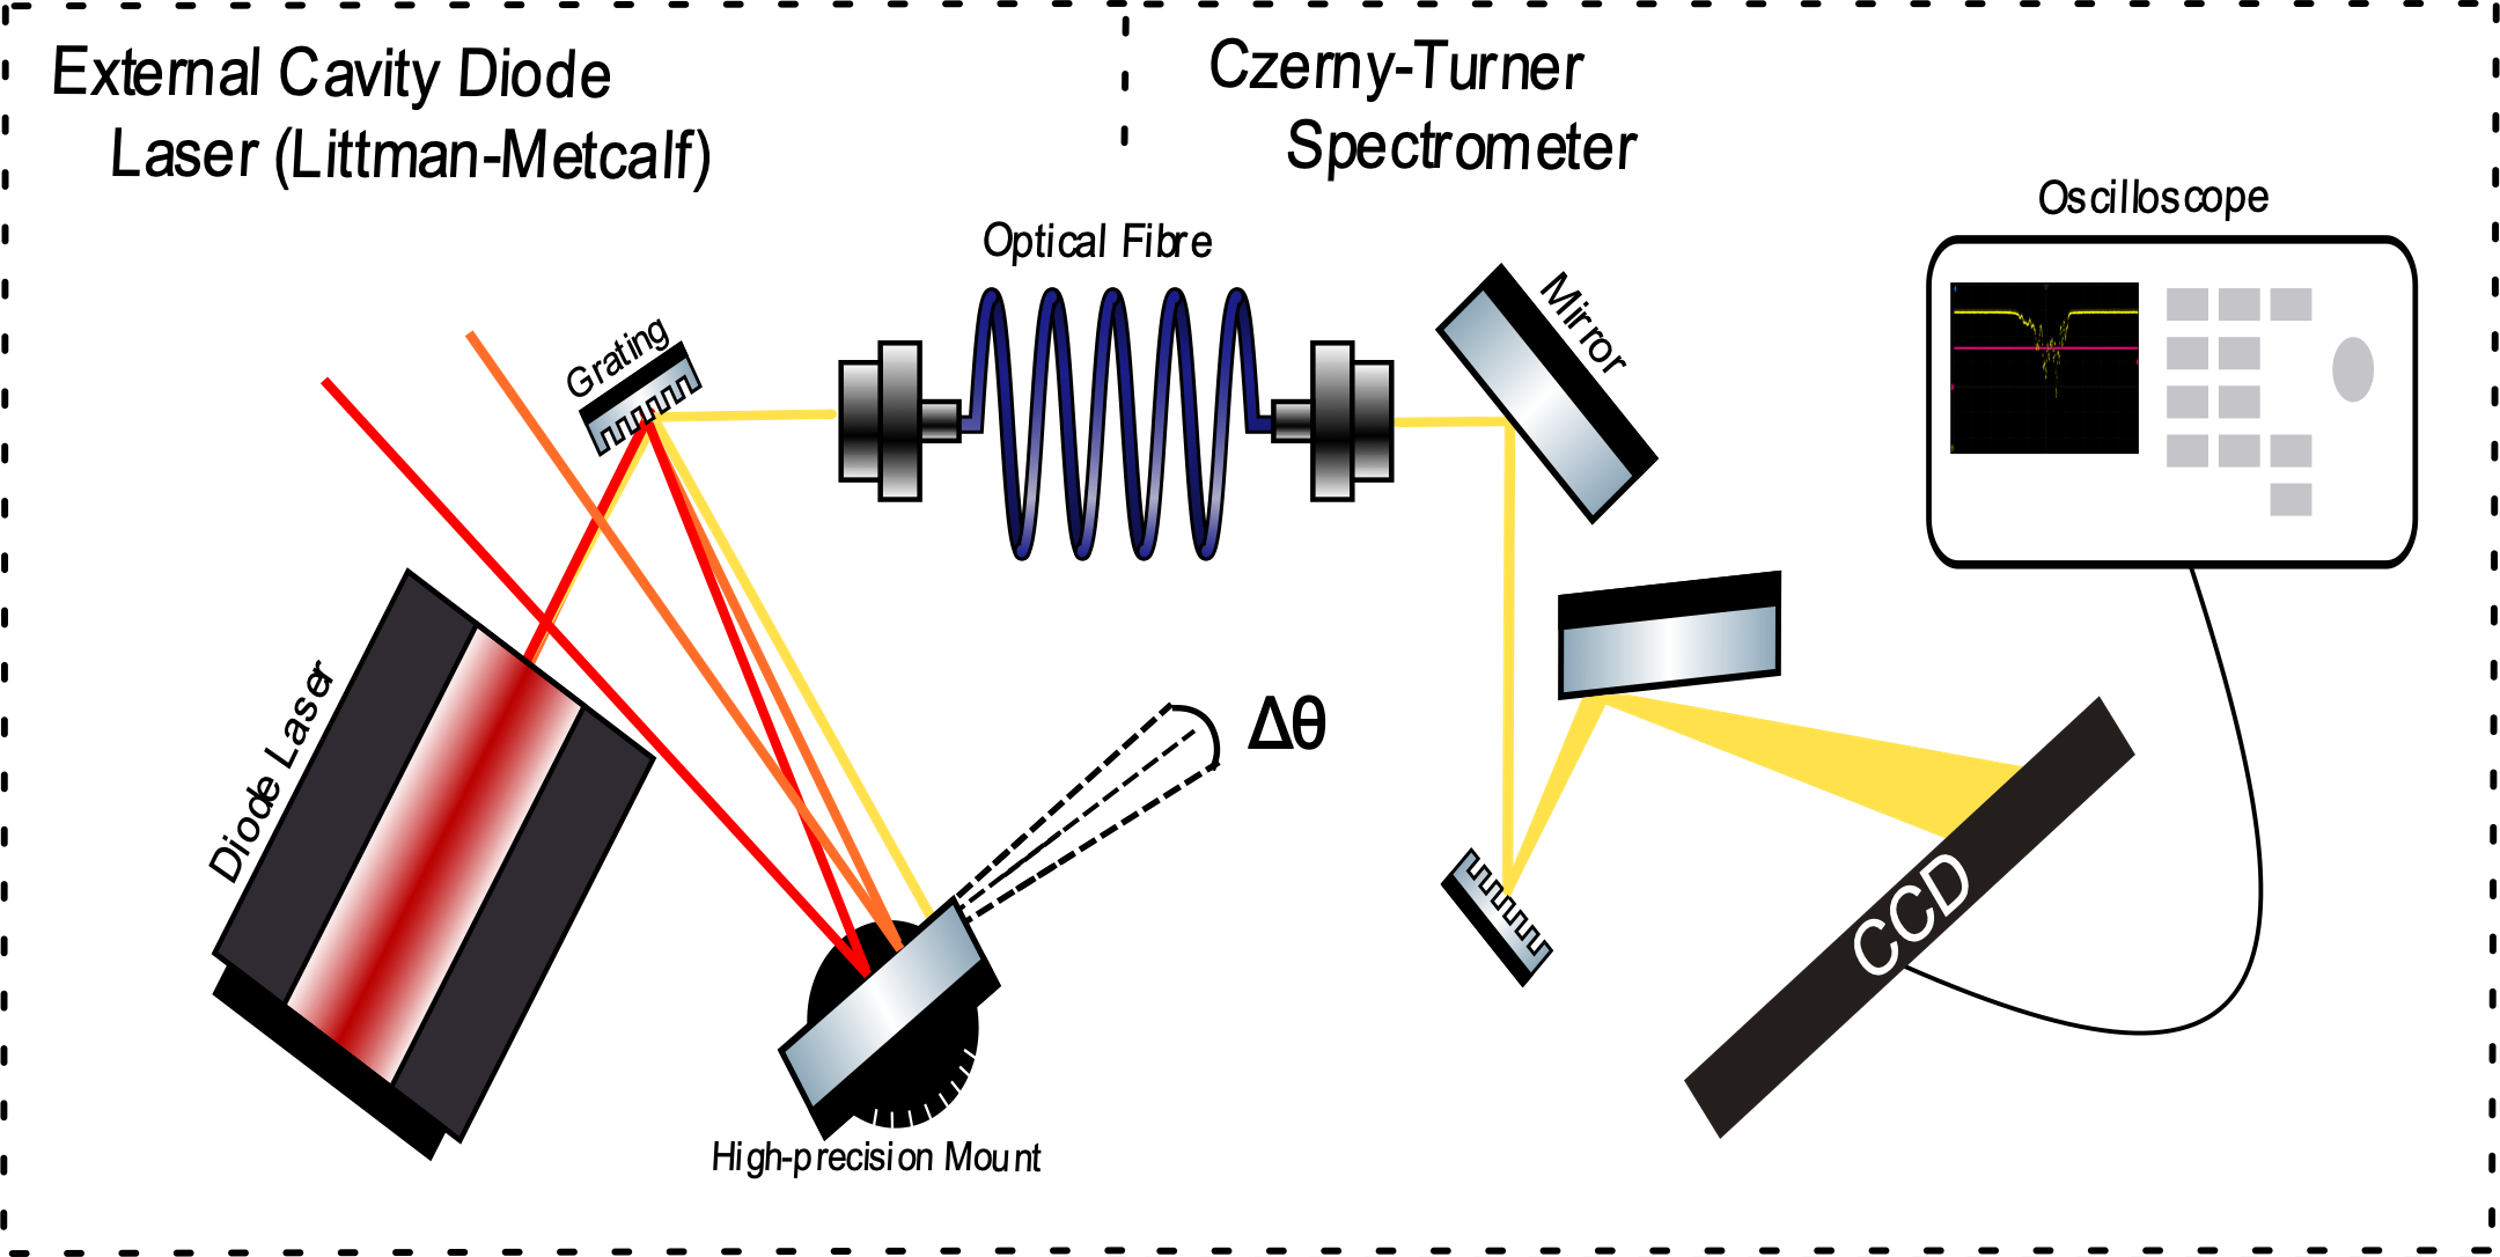 External Cavity Diode
Laser (Littman-Metcalf)
Czerny-Turner
Spectrometer
Oscilloscope
Optical Fibre
Mirror
Grating
Diode Laser
Δθ
CCD
High-precision Mount